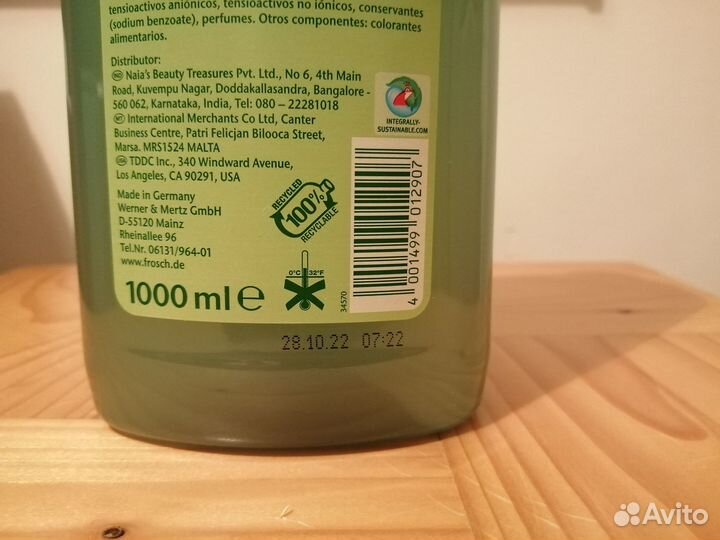 tensioactivos aniónicos, tensioactivos no iónicos, conservantes
(sodium benzoate), perfumes. Otros componentes: colorantes
alimentarios.
Distributor:
IND Naia's Beauty Treasures Pvt. Ltd., No 6, 4th Main
Road, Kuvempu Nagar, Doddakallasandra, Bangalore -
560 062, Karnataka, India, Tel: 080 – 22281018
MT International Merchants Co Ltd, Canter
Business Centre, Patri Felicjan Bilooca Street,
Marsa. MRS1524 MALTA
USA TDDC Inc., 340 Windward Avenue,
Los Angeles, CA 90291, USA
Made in Germany
Werner & Mertz GmbH
D-55120 Mainz
Rheinallee 96
Tel.Nr. 06131/964-01
www.frosch.de
1000 ml e
RECYCLED
100%
RECYCLABLE
0°C 32°F
INTEGRALLY-
SUSTAINABLE.COM
34570
4 001499 012907
28.10.22 07:22
Avito